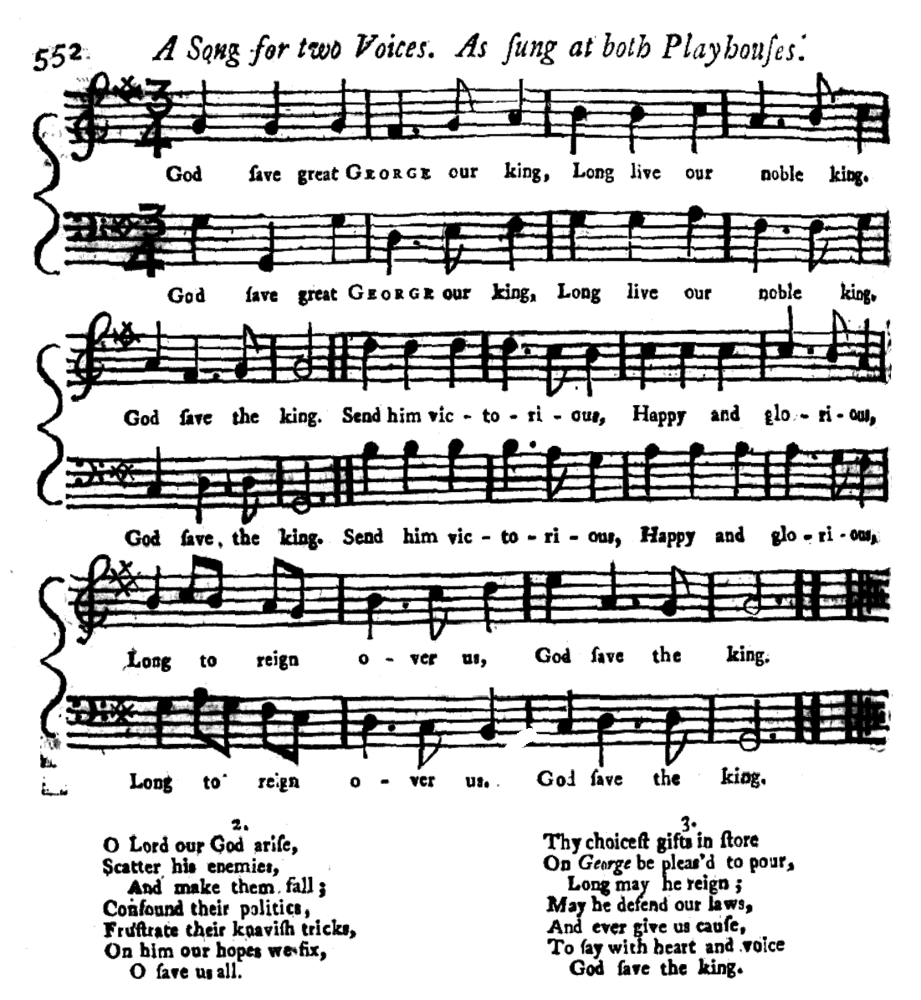 552
A Song for two Voices. As ſung at both Playhouſes.
3
4
God ſave great GEORGE our king, Long live our noble king.
3
4
God ſave great GEORGE our king, Long live our noble king.
God ſave the king. Send him vic - to - ri - ous, Happy and glo - ri - ous,
God ſave, the king. Send him vic - to - ri - ous, Happy and glo - ri - ous,
Long to reign o - ver us, God ſave the king.
Long to reign o - ver us. God ſave the king.
2.
O Lord our God ariſe,
Scatter his enemies,
And make them fall;
Confound their politics,
Fruſtrate their knaviſh tricks,
On him our hopes we fix,
O ſave us all.
3.
Thy choiceſt gifts in ſtore
On George be pleas'd to pour,
Long may he reign;
May he defend our laws,
And ever give us cauſe,
To ſay with heart and voice
God ſave the king.